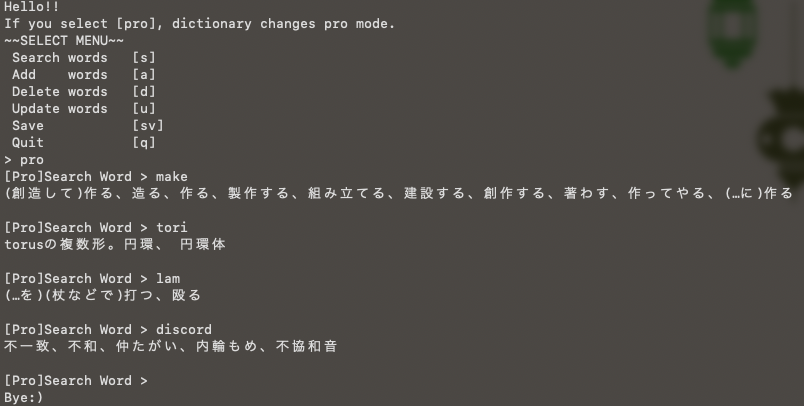 Hello!!
If you select [pro], dictionary changes pro mode.
~~SELECT MENU~~
 Search words   [s]
 Add    words   [a]
 Delete words   [d]
 Update words   [u]
 Save           [sv]
 Quit           [q]
> pro
[Pro]Search Word > make
(創造して)作る、造る、作る、製作する、組み立てる、建設する、創作する、著わす、作ってやる、(…に)作る
[Pro]Search Word > tori
torusの複数形。円環、 円環体
[Pro]Search Word > lam
(…を)(杖などで)打つ、殴る
[Pro]Search Word > discord
不一致、不和、仲たがい、内輪もめ、不協和音
[Pro]Search Word >
Bye:)